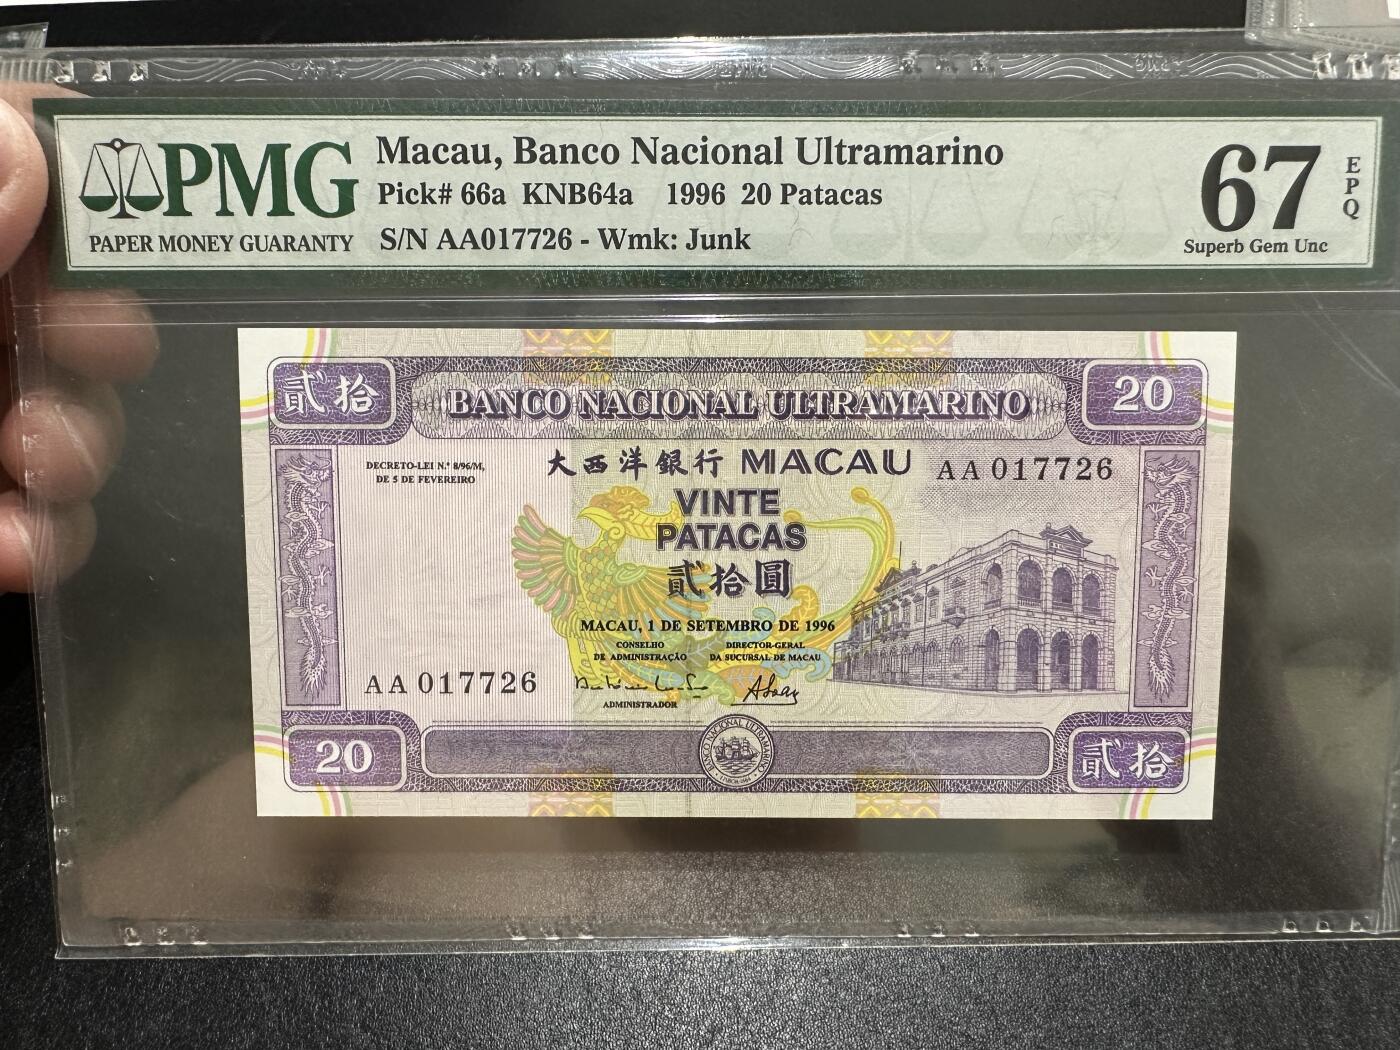 PMG
PAPER MONEY GUARANTY
Macau, Banco Nacional Ultramarino
Pick# 66a KNB64a 1996 20 Patacas
S/N AA017726 - Wmk: Junk
67
EPQ
Superb Gem Unc
貳拾
BANCO NACIONAL ULTRAMARINO
20
DECRETO-LEI N.º 8/96/M,
DE 5 DE FEVEREIRO
大西洋銀行 MACAU
AA 017726
VINTE
PATACAS
貳拾圓
MACAU, 1 DE SETEMBRO DE 1996
CONSELHO
DE ADMINISTRAÇÃO
DIRECTOR-GERAL
DA SUCURSAL DE MACAU
AA 017726
ADMINISTRADOR
20
BANCO NACIONAL ULTRAMARINO
貳拾